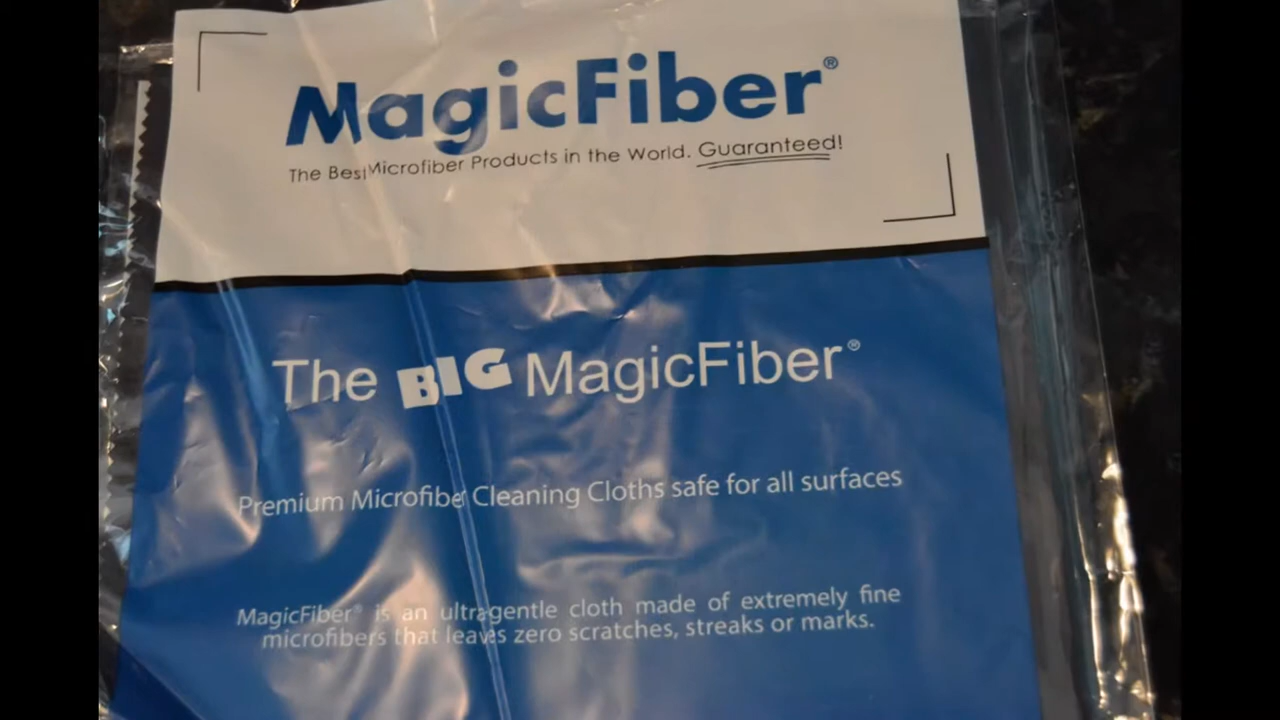 MagicFiber®
The Best Microfiber Products in the World. Guaranteed!
The BIG MagicFiber®
Premium Microfiber Cleaning Cloths safe for all surfaces
MagicFiber® is an ultragentle cloth made of extremely fine
microfibers that leaves zero scratches, streaks or marks.